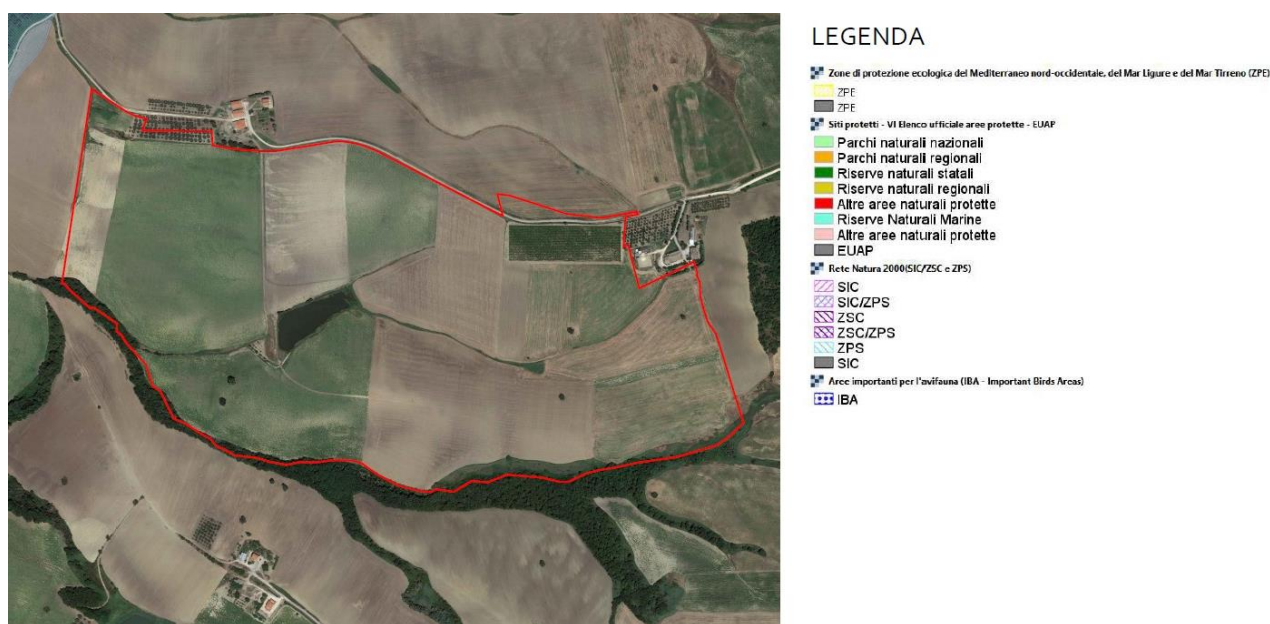 LEGENDA
Zone di protezione ecologica del Mediterraneo nord-occidentale, del Mar Ligure e del Mar Tirreno (ZPE)
ZPE
ZPE
Siti protetti - VI Elenco ufficiale aree protette - EUAP
Parchi naturali nazionali
Parchi naturali regionali
Riserve naturali statali
Riserve naturali regionali
Altre aree naturali protette
Riserve Naturali Marine
Altre aree naturali protette
EUAP
Rete Natura 2000(SIC/ZSC e ZPS)
SIC
SIC/ZPS
ZSC
ZSC/ZPS
ZPS
SIC
Aree importanti per l'avifauna (IBA - Important Birds Areas)
IBA